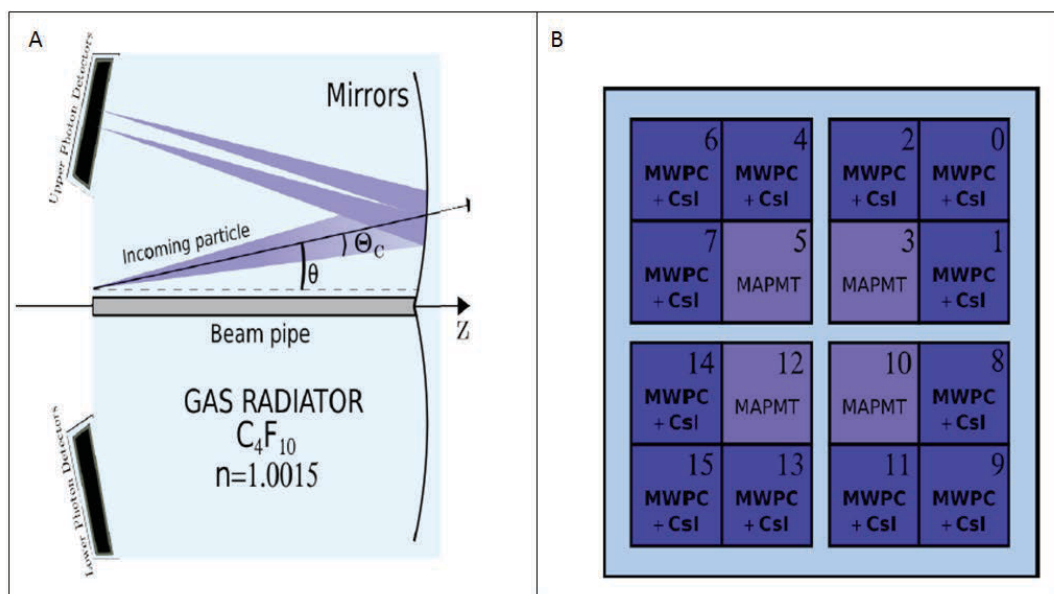 A
Upper Photon Detectors
Mirrors
Incoming particle
Θc
θ
Z
Beam pipe
GAS RADIATOR
C₄F₁₀
n=1.0015
Lower Photon Detectors
B
6 4 2 0
MWPC MWPC MWPC MWPC
+ CsI + CsI + CsI + CsI
7 5 3 1
MWPC MAPMT MAPMT MWPC
+ CsI + CsI
14 12 10 8
MWPC MAPMT MAPMT MWPC
+ CsI + CsI
15 13 11 9
MWPC MWPC MWPC MWPC
+ CsI + CsI + CsI + CsI